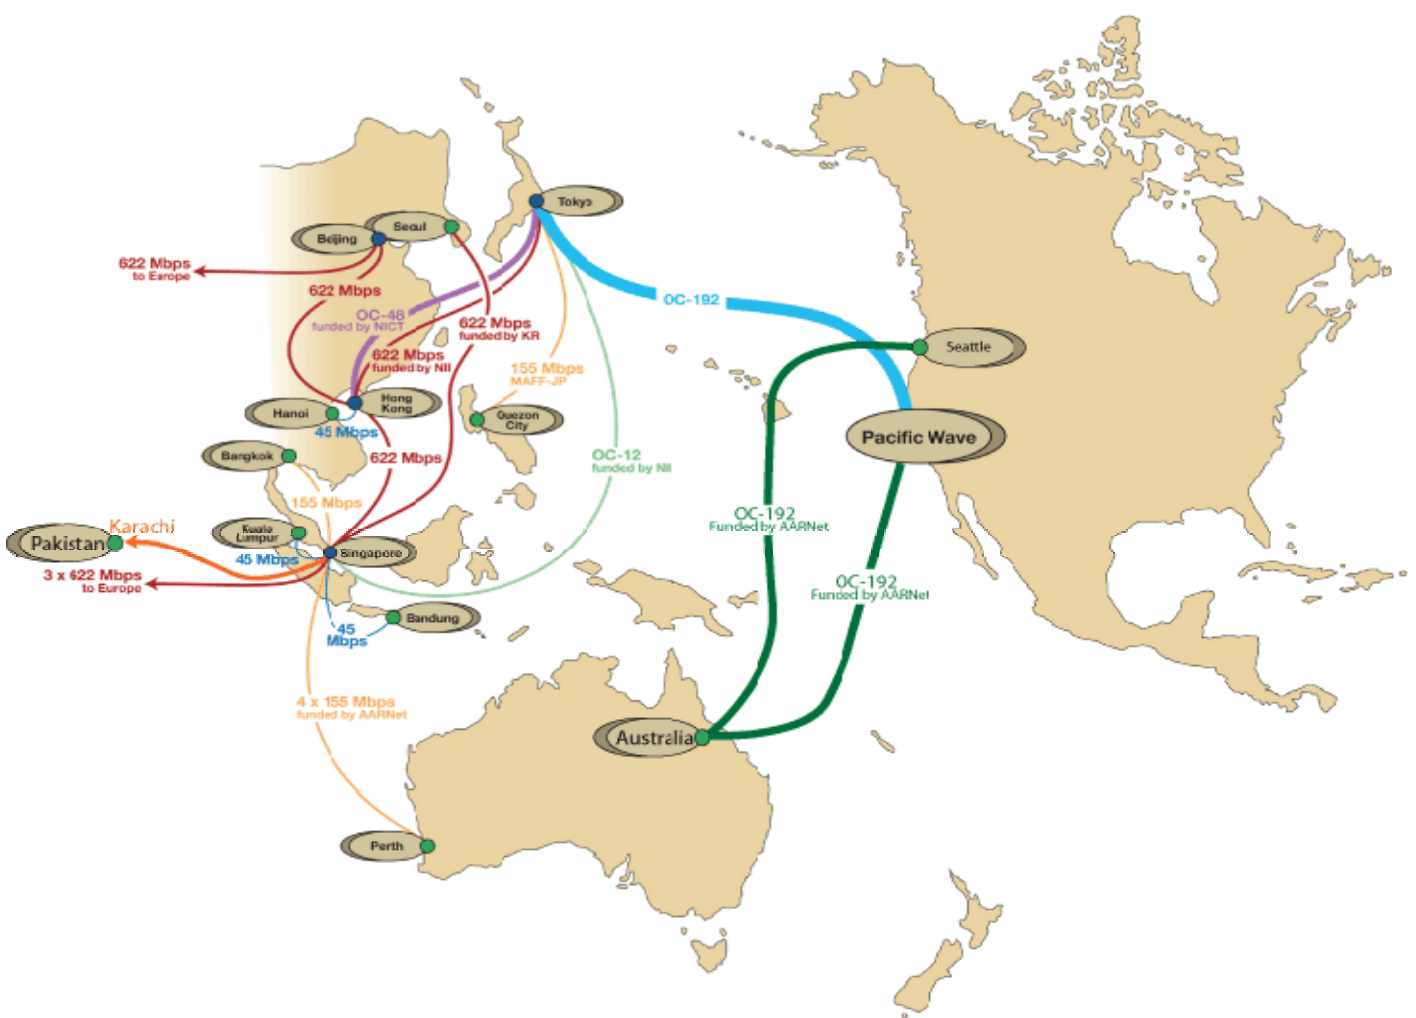 Tokyo
Seoul
Beijing
622 Mbps
to Europe
622 Mbps
OC-192
OC-48
funded by NICT
622 Mbps
funded by KR
Seattle
622 Mbps
funded by NII
155 Mbps
MAFF-JP
Hong
Kong
Hanoi
Quezon
City
45 Mbps
Pacific Wave
Bangkok
622 Mbps
OC-12
funded by NII
155 Mbps
OC-192
Funded by AARNet
Karachi
Kuala
Lumpur
Pakistan
Singapore
45 Mbps
3 x 622 Mbps
to Europe
OC-192
Funded by AARNet
Bandung
45
Mbps
4 x 155 Mbps
funded by AARNet
Australia
Perth